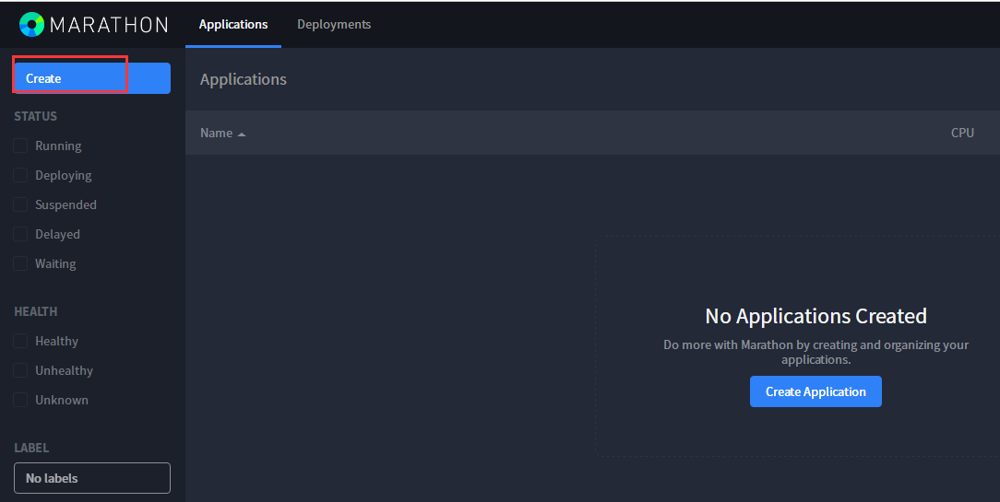 MARATHON
Applications
Deployments
Create
STATUS
Running
Deploying
Suspended
Delayed
Waiting
HEALTH
Healthy
Unhealthy
Unknown
LABEL
No labels
Applications
Name
CPU
No Applications Created
Do more with Marathon by creating and organizing your
applications.
Create Application